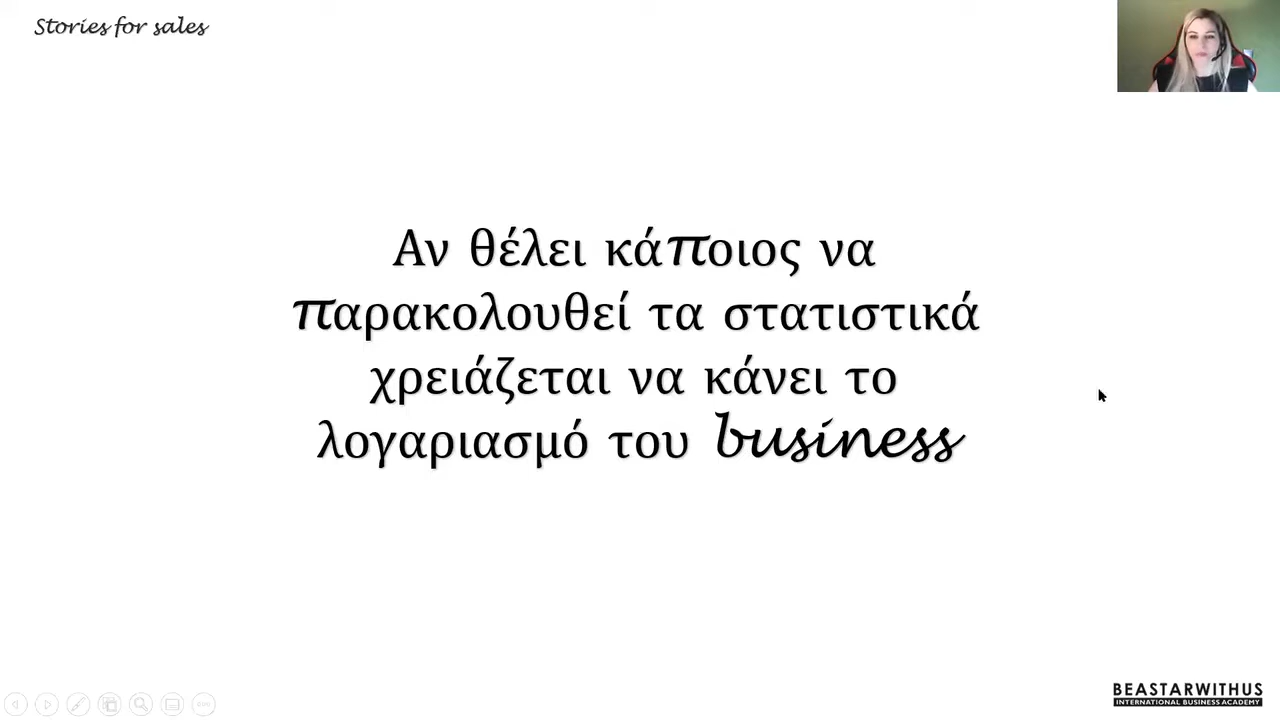 Stories for sales
Αν θέλει κάποιος να
παρακολουθεί τα στατιστικά
χρειάζεται να κάνει το
λογαριασμό του business
BEASTARWITHUS
INTERNATIONAL BUSINESS ACADEMY